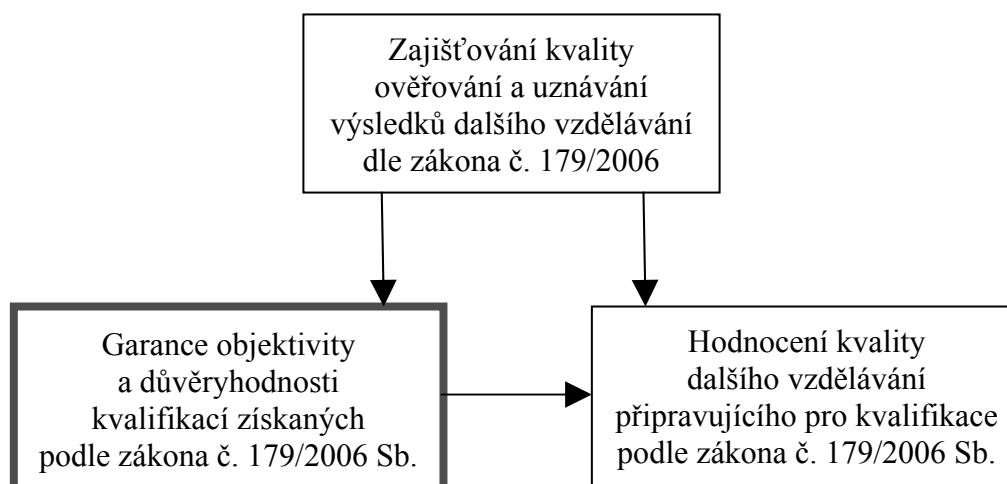 Zajišťování kvality
ověřování a uznávání
výsledků dalšího vzdělávání
dle zákona č. 179/2006
Garance objektivity
a důvěryhodnosti
kvalifikací získaných
podle zákona č. 179/2006 Sb.
Hodnocení kvality
dalšího vzdělávání
připravujícího pro kvalifikace
podle zákona č. 179/2006 Sb.